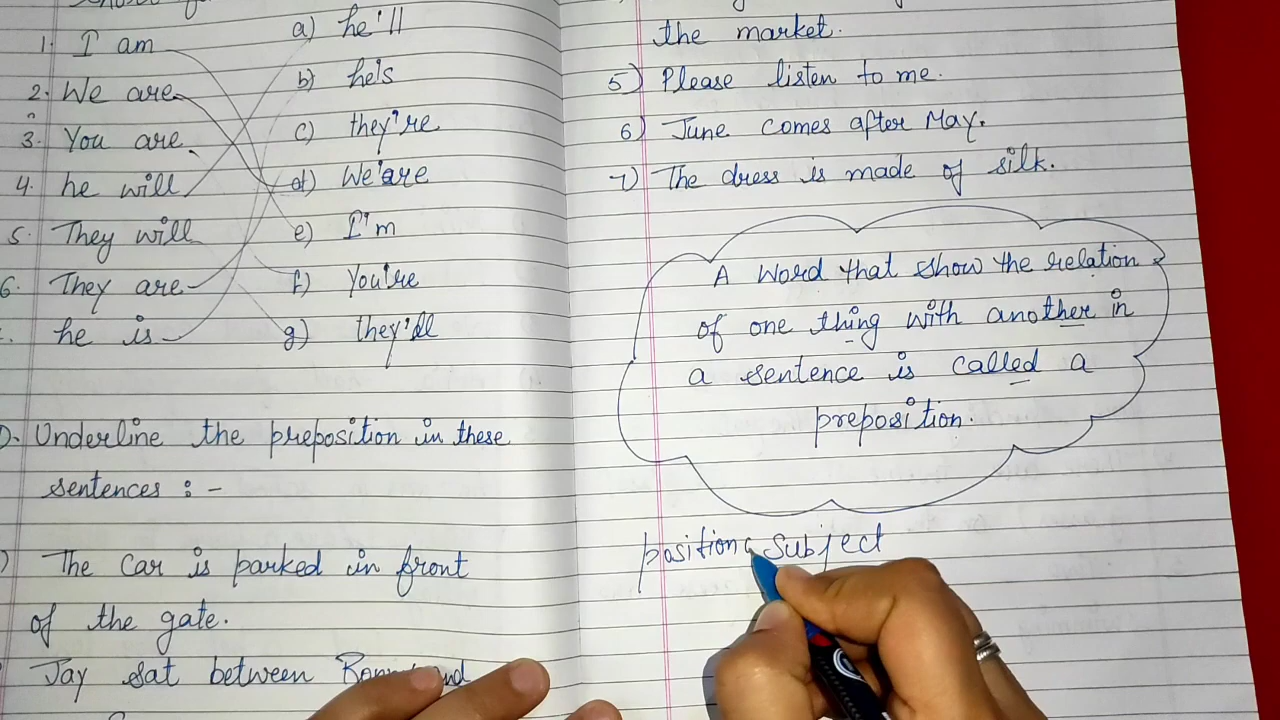 1. I am
2. We are
3. You are
4. he will
5. They will
6. They are
he is
a) he'll
b) he's
c) they're
d) We'are
e) I'm
f) You're
g) they'll
D. Underline the preposition in these
sentences : -
The Car is parked in front
of the gate.
Jay sat between
the market.
5) Please listen to me.
6) June comes after May.
7) The dress is made of silk.
A Word that show the relation
of one thing with another in
a sentence is called a
preposition.
position subject